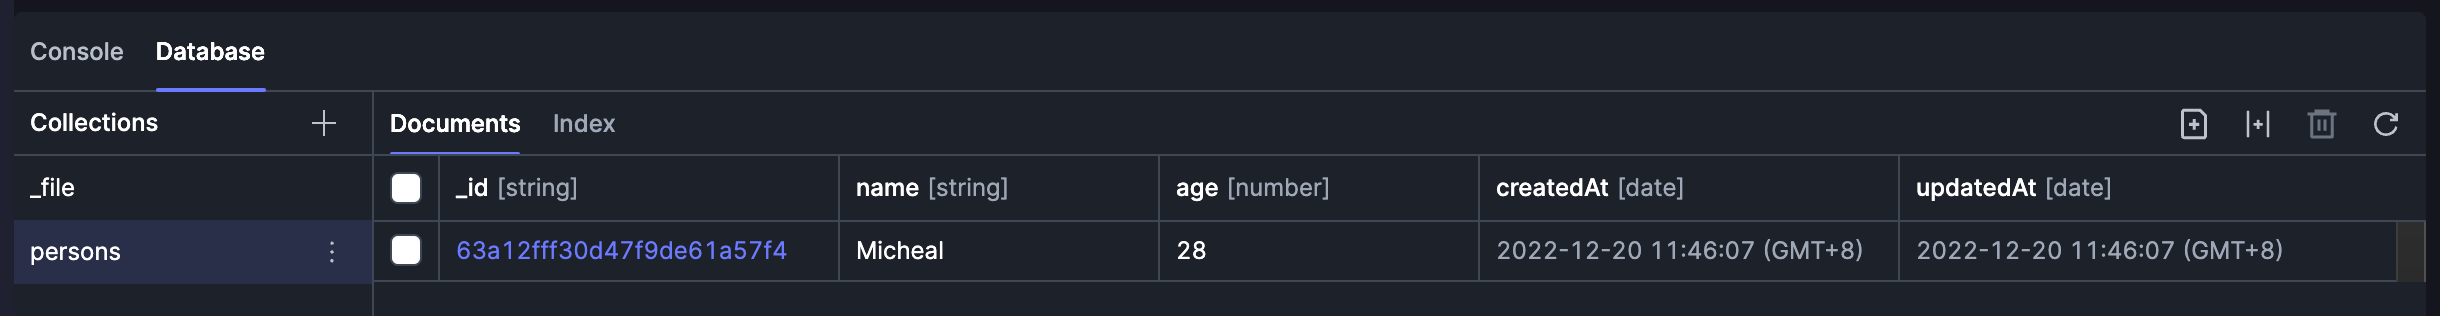 Console Database
Collections
Documents Index
_file
_id [string] name [string] age [number] createdAt [date] updatedAt [date]
persons
63a12fff30d47f9de61a57f4 Micheal 28 2022-12-20 11:46:07 (GMT+8) 2022-12-20 11:46:07 (GMT+8)